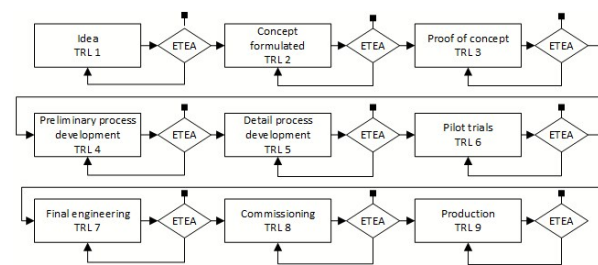 Idea
TRL 1
ETEA
Concept
formulated
TRL 2
ETEA
Proof of concept
TRL 3
ETEA
Preliminary process
development
TRL 4
ETEA
Detail process
development
TRL 5
ETEA
Pilot trials
TRL 6
ETEA
Final engineering
TRL 7
ETEA
Commissioning
TRL 8
ETEA
Production
TRL 9
ETEA